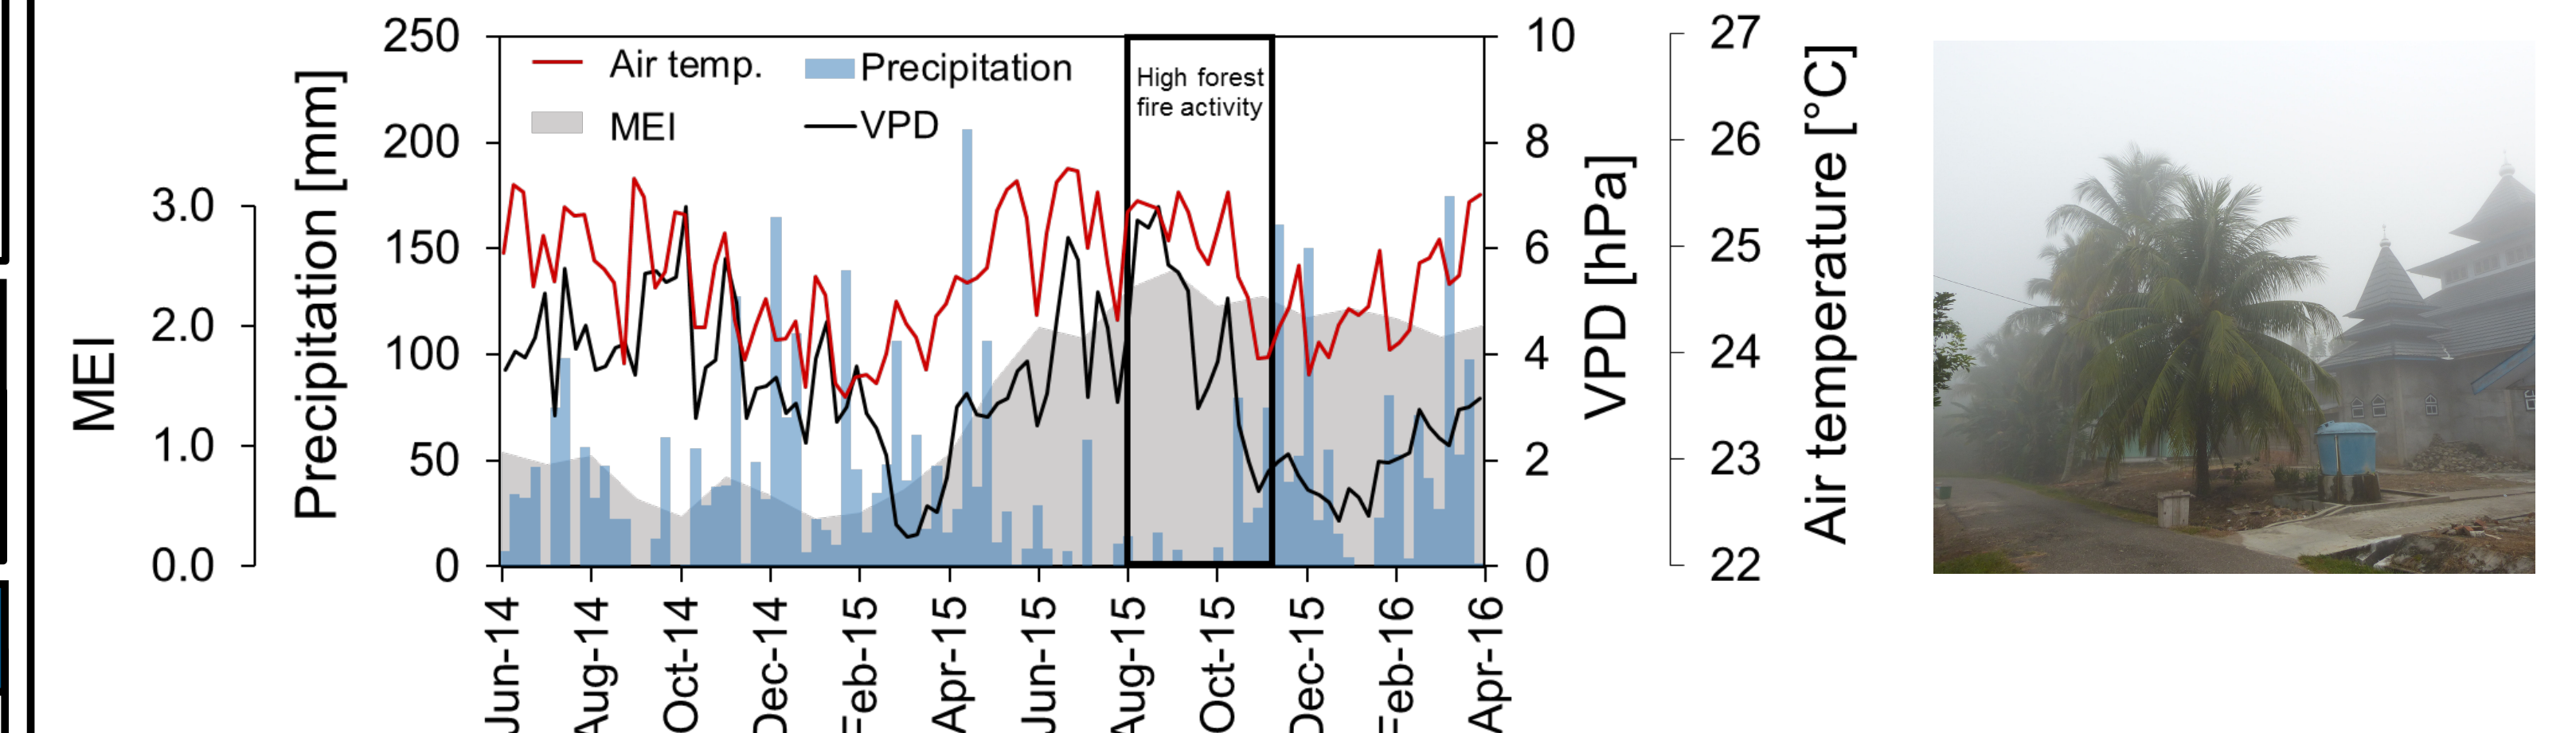 MEI
3.0
2.0
1.0
0.0
Precipitation [mm]
250
200
150
100
50
0
Air temp.
Precipitation
MEI
VPD
High forest
fire activity
10
8
6
4
2
0
VPD [hPa]
27
26
25
24
23
22
Air temperature [°C]
Jun-14
Aug-14
Oct-14
Dec-14
Feb-15
Apr-15
Jun-15
Aug-15
Oct-15
Dec-15
Feb-16
Apr-16